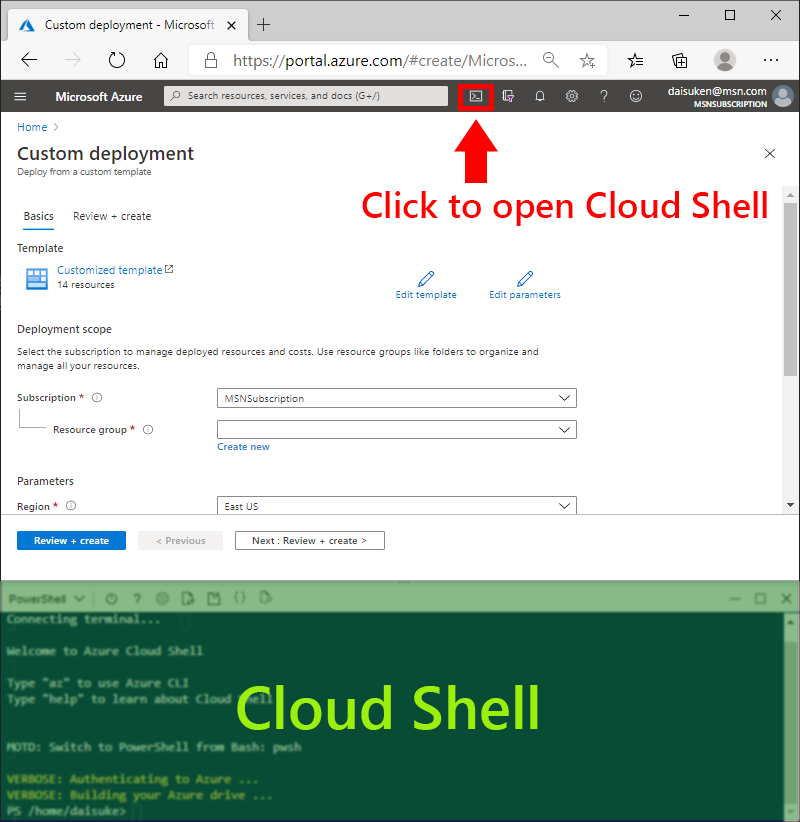 Custom deployment - Microsoft
https://portal.azure.com/#create/Micros...
Microsoft Azure
Search resources, services, and docs (G+/)
daisuken@msn.com
MSNSUBSCRIPTION
Home
Custom deployment
Deploy from a custom template
Click to open Cloud Shell
Basics
Review + create
Template
Customized template
14 resources
Edit template
Edit parameters
Deployment scope
Select the subscription to manage deployed resources and costs. Use resource groups like folders to organize and
manage all your resources.
Subscription *
MSNSubscription
Resource group *
Create new
Parameters
Region *
East US
Review + create
< Previous
Next : Review + create >
PowerShell
Connecting terminal...
Welcome to Azure Cloud Shell
Type "az" to use Azure CLI
Type "help" to learn about Cloud Shell
Cloud Shell
MOTD: Switch to PowerShell from Bash: pwsh
VERBOSE: Authenticating to Azure ...
VERBOSE: Building your Azure drive ...
PS /home/daisuke>